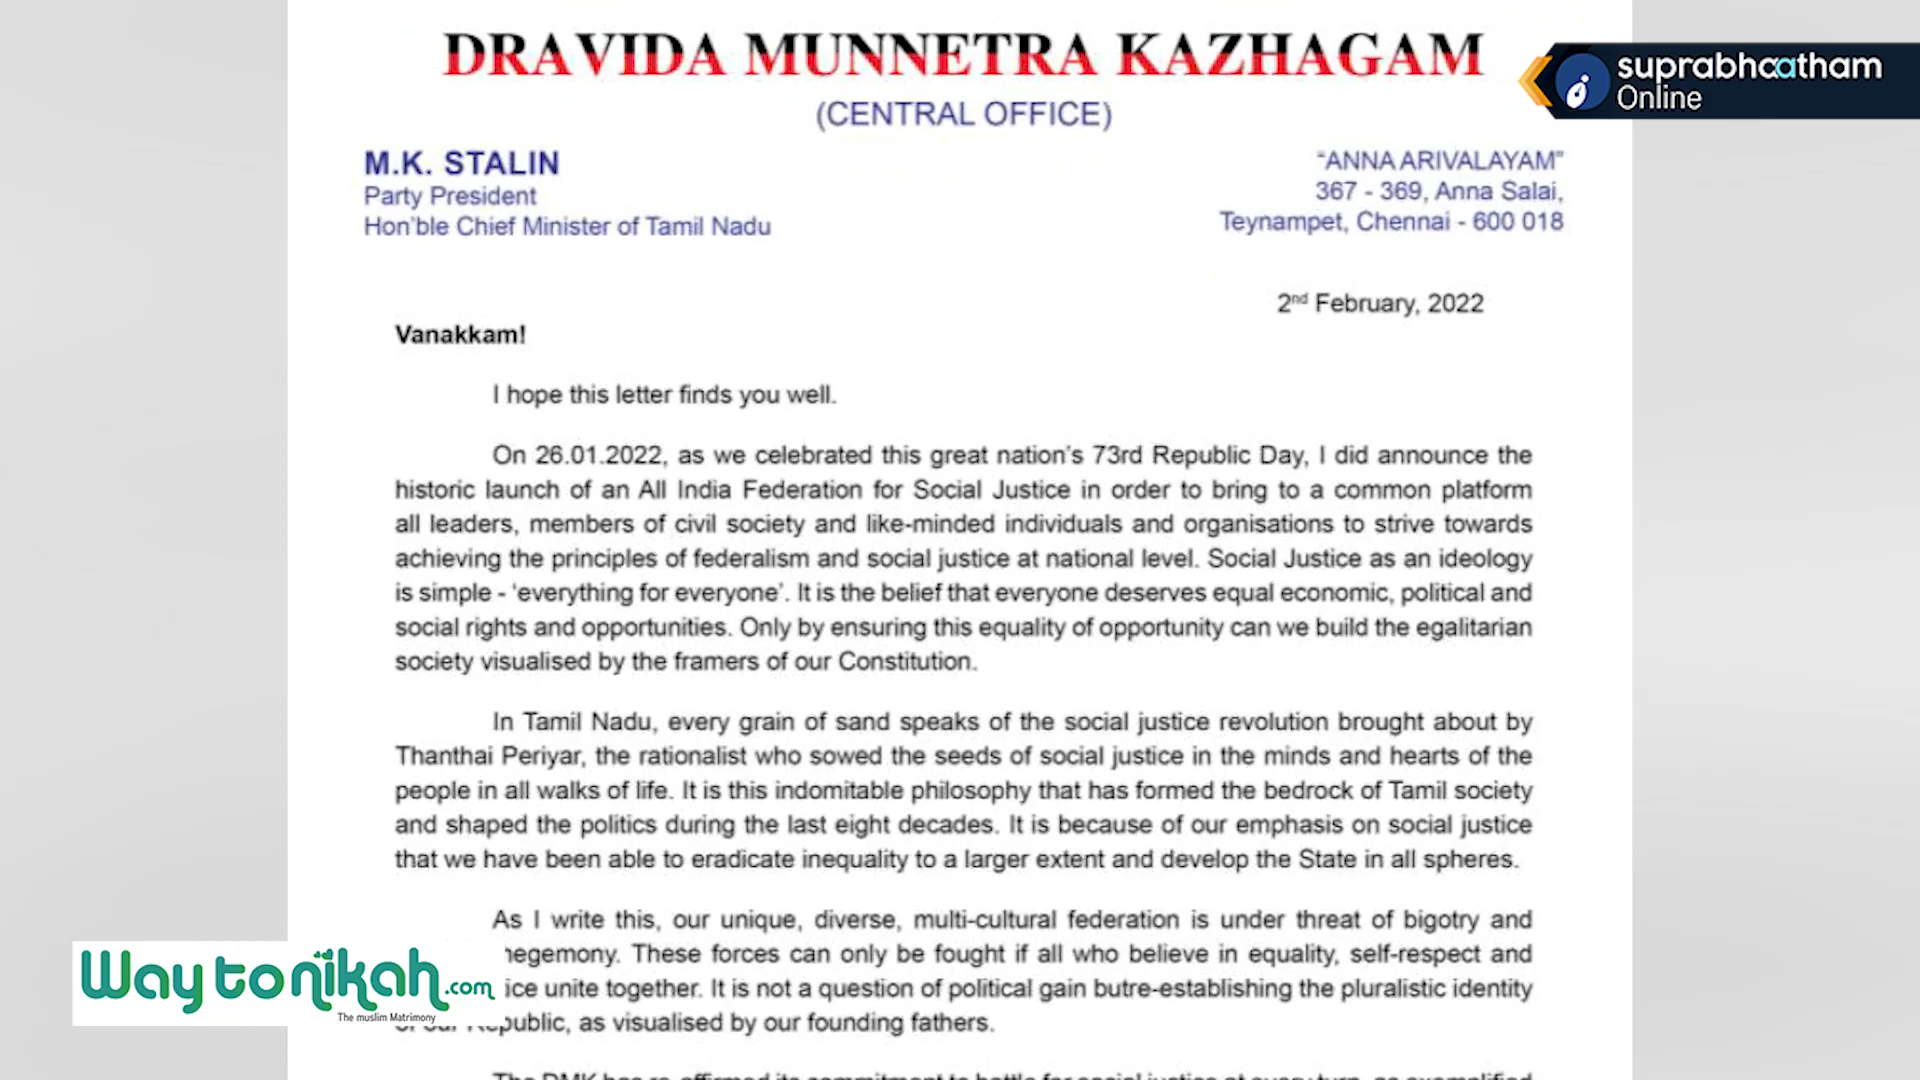 DRAVIDA MUNNETRA KAZHAGAM
(CENTRAL OFFICE)
suprabhaatham
Online
M.K. STALIN
Party President
Hon'ble Chief Minister of Tamil Nadu
"ANNA ARIVALAYAM"
367 - 369, Anna Salai,
Teynampet, Chennai - 600 018
2nd February, 2022
Vanakkam!
I hope this letter finds you well.
On 26.01.2022, as we celebrated this great nation's 73rd Republic Day, I did announce the
historic launch of an All India Federation for Social Justice in order to bring to a common platform
all leaders, members of civil society and like-minded individuals and organisations to strive towards
achieving the principles of federalism and social justice at national level. Social Justice as an ideology
is simple - 'everything for everyone'. It is the belief that everyone deserves equal economic, political and
social rights and opportunities. Only by ensuring this equality of opportunity can we build the egalitarian
society visualised by the framers of our Constitution.
In Tamil Nadu, every grain of sand speaks of the social justice revolution brought about by
Thanthai Periyar, the rationalist who sowed the seeds of social justice in the minds and hearts of the
people in all walks of life. It is this indomitable philosophy that has formed the bedrock of Tamil society
and shaped the politics during the last eight decades. It is because of our emphasis on social justice
that we have been able to eradicate inequality to a larger extent and develop the State in all spheres.
As I write this, our unique, diverse, multi-cultural federation is under threat of bigotry and
hegemony. These forces can only be fought if all who believe in equality, self-respect and
unite together. It is not a question of political gain butre-establishing the pluralistic identity
as visualised by our founding fathers.
Waytonikah.com
The muslim Matrimony